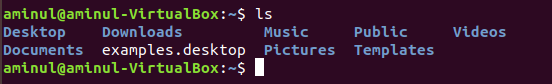 aminul@aminul-VirtualBox:~$ ls
Desktop    Downloads         Music     Public     Videos
Documents  examples.desktop  Pictures  Templates
aminul@aminul-VirtualBox:~$